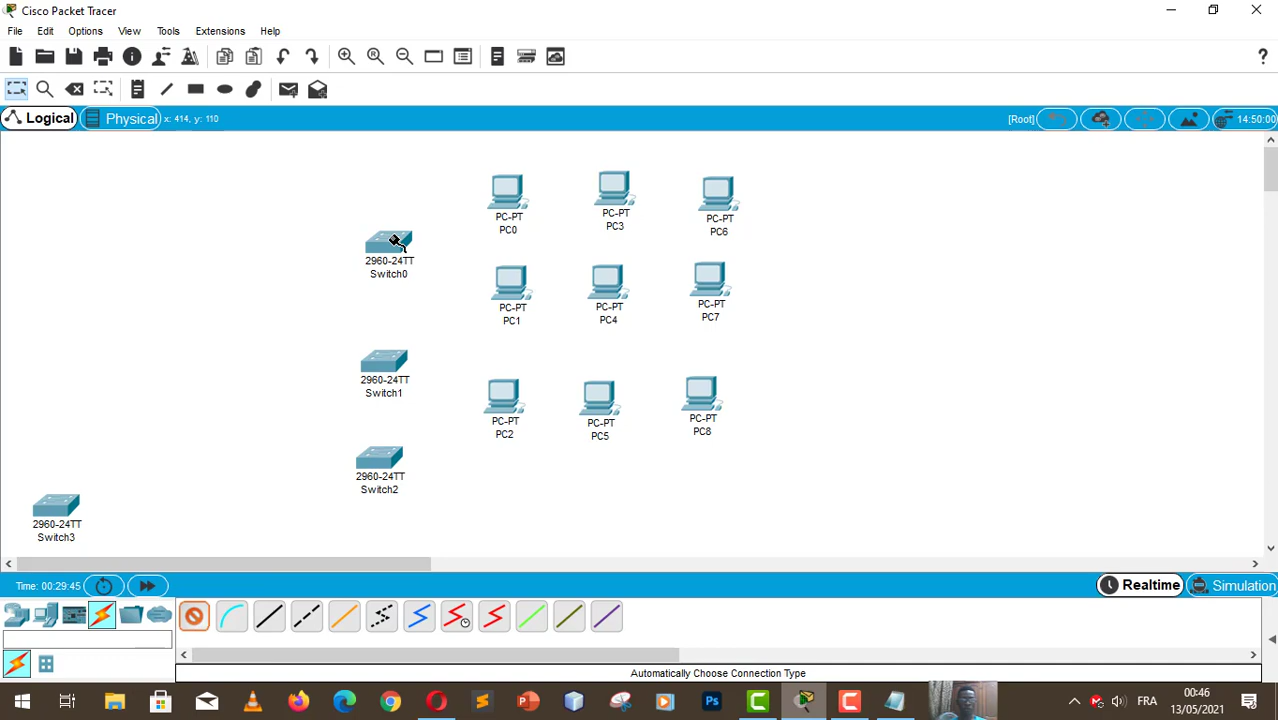 Cisco Packet Tracer
File Edit Options View Tools Extensions Help
Logical Physical x: 414, y: 110 [Root] 14:50:00
PC-PT
PC0
PC-PT
PC3
PC-PT
PC6
2960-24TT
Switch0
PC-PT
PC1
PC-PT
PC4
PC-PT
PC7
2960-24TT
Switch1
PC-PT
PC2
PC-PT
PC5
PC-PT
PC8
2960-24TT
Switch2
2960-24TT
Switch3
Time: 00:29:45 Realtime Simulation
Automatically Choose Connection Type
FRA 00:46
13/05/2021